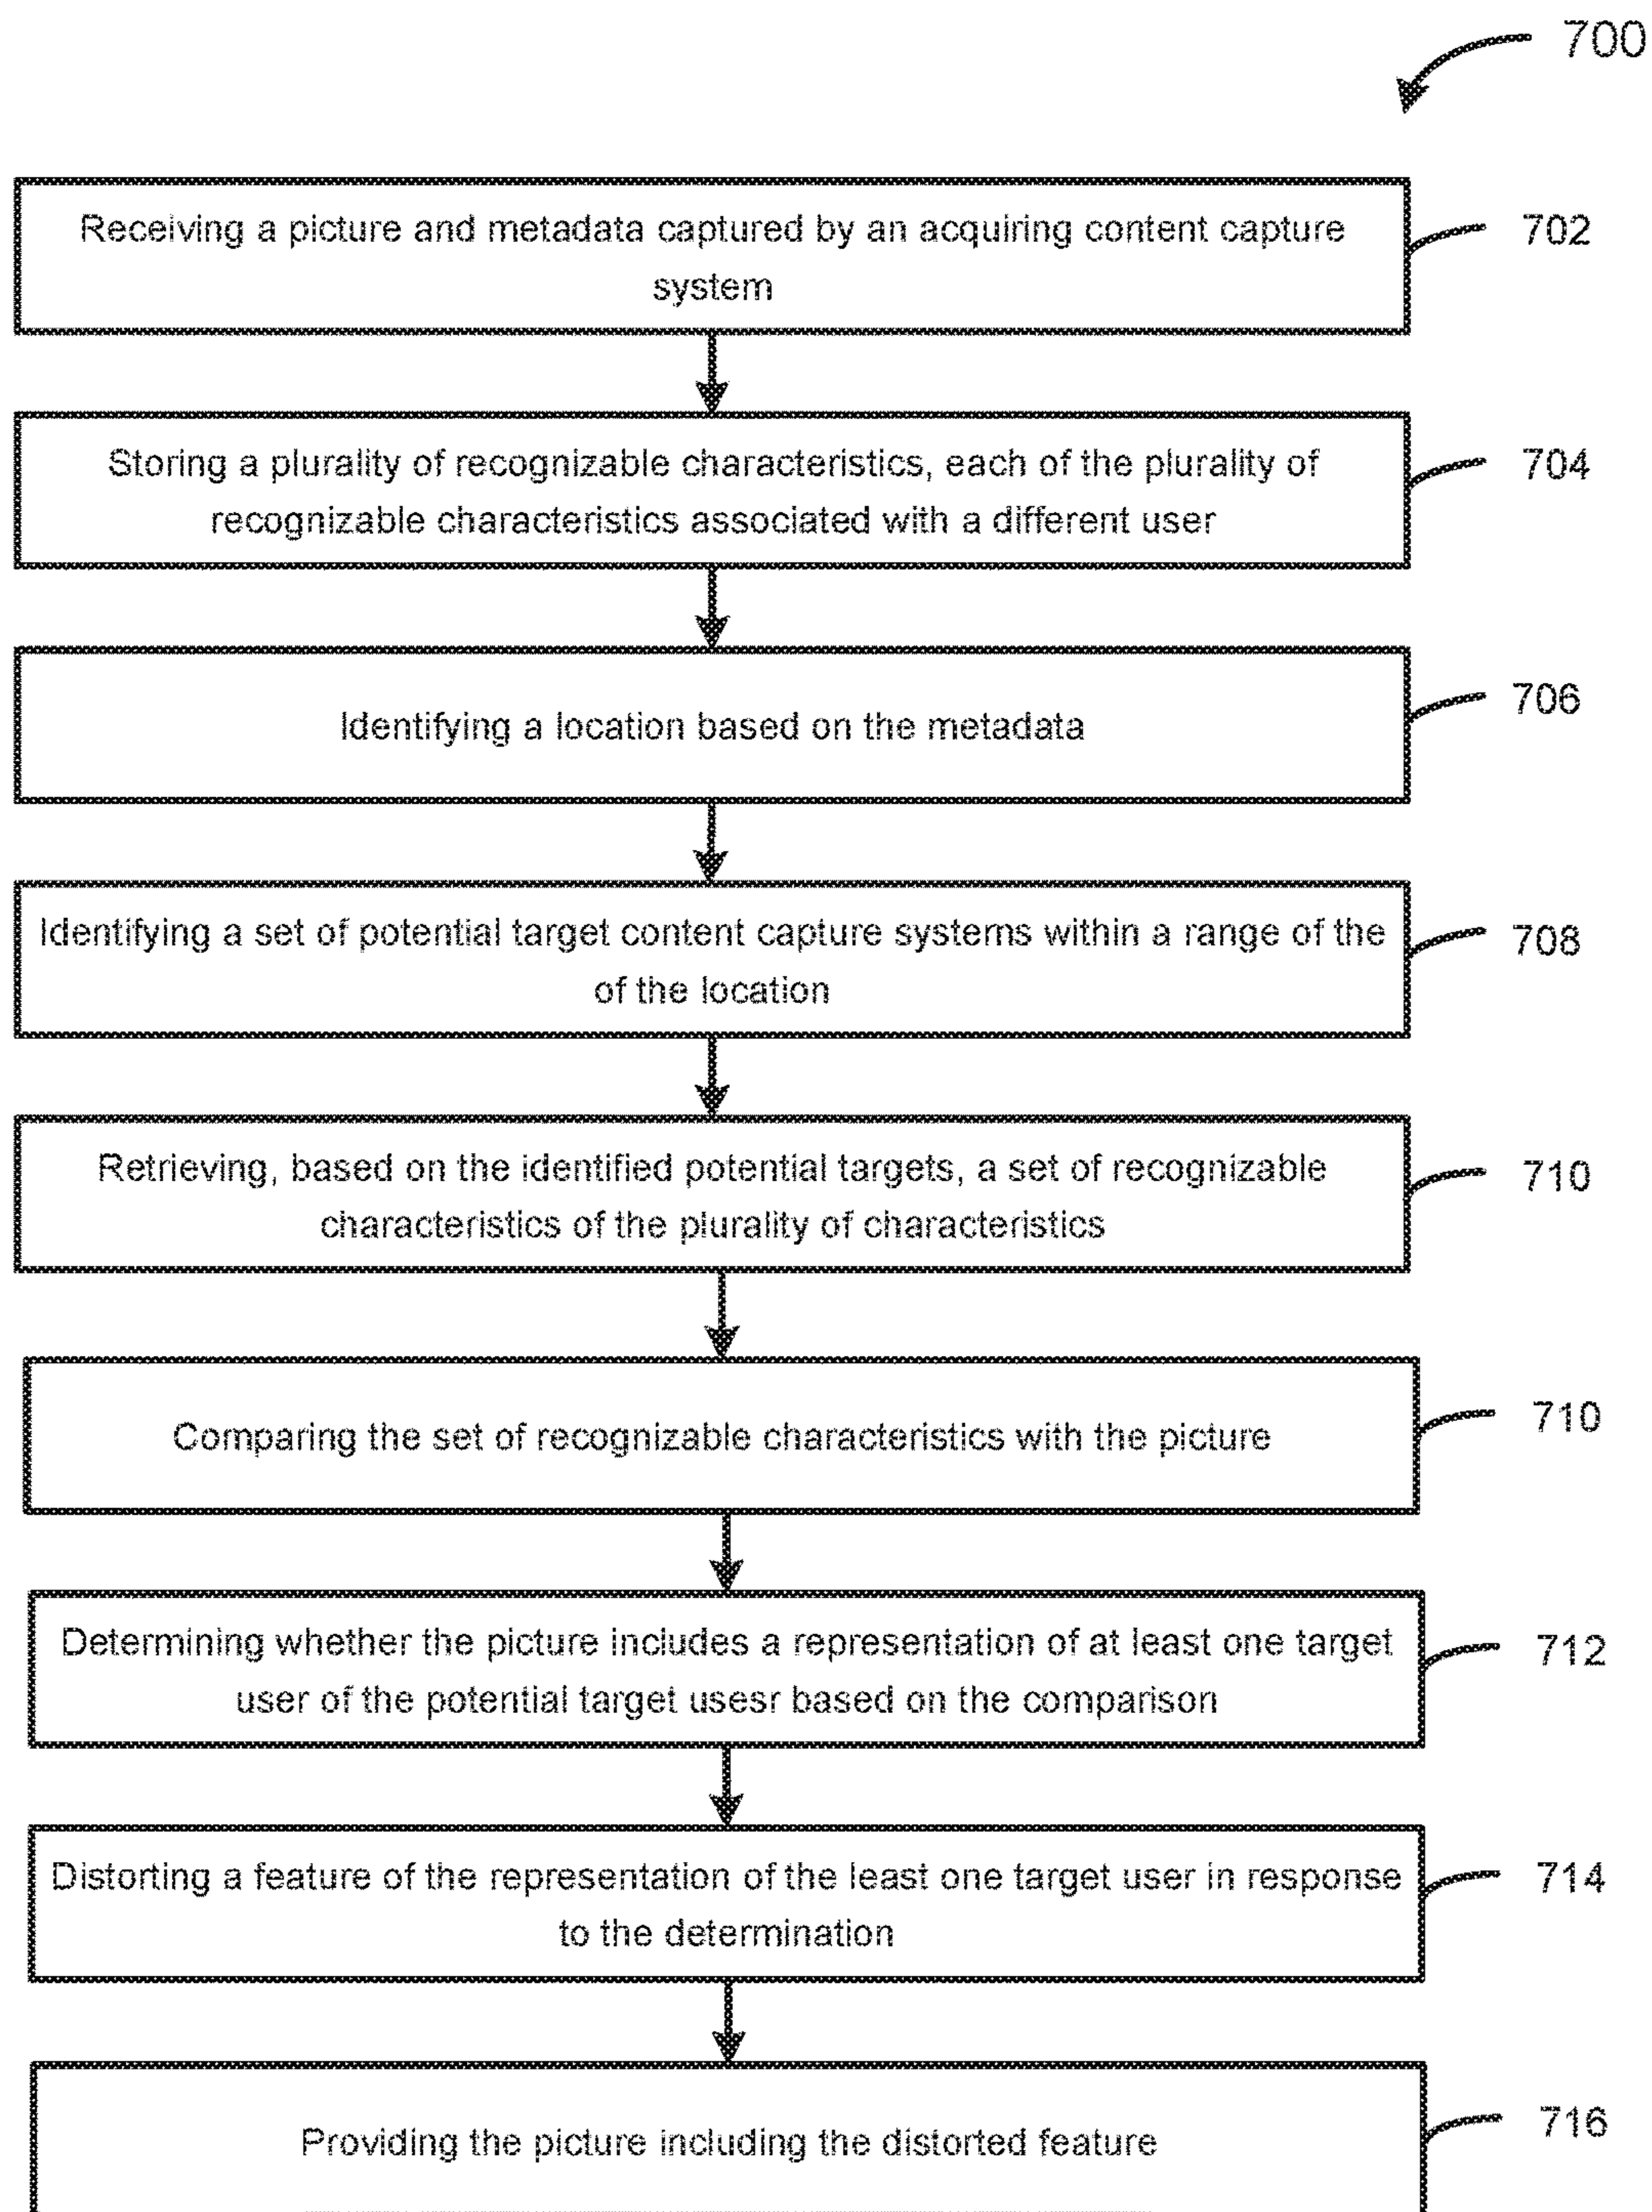 700
Receiving a picture and metadata captured by an acquiring content capture
system
702
Storing a plurality of recognizable characteristics, each of the plurality of
recognizable characteristics associated with a different user
704
Identifying a location based on the metadata
706
Identifying a set of potential target content capture systems within a range of the
of the location
708
Retrieving, based on the identified potential targets, a set of recognizable
characteristics of the plurality of characteristics
710
Comparing the set of recognizable characteristics with the picture
710
Determining whether the picture includes a representation of at least one target
user of the potential target usesr based on the comparison
712
Distorting a feature of the representation of the least one target user in response
to the determination
714
Providing the picture including the distorted feature
716